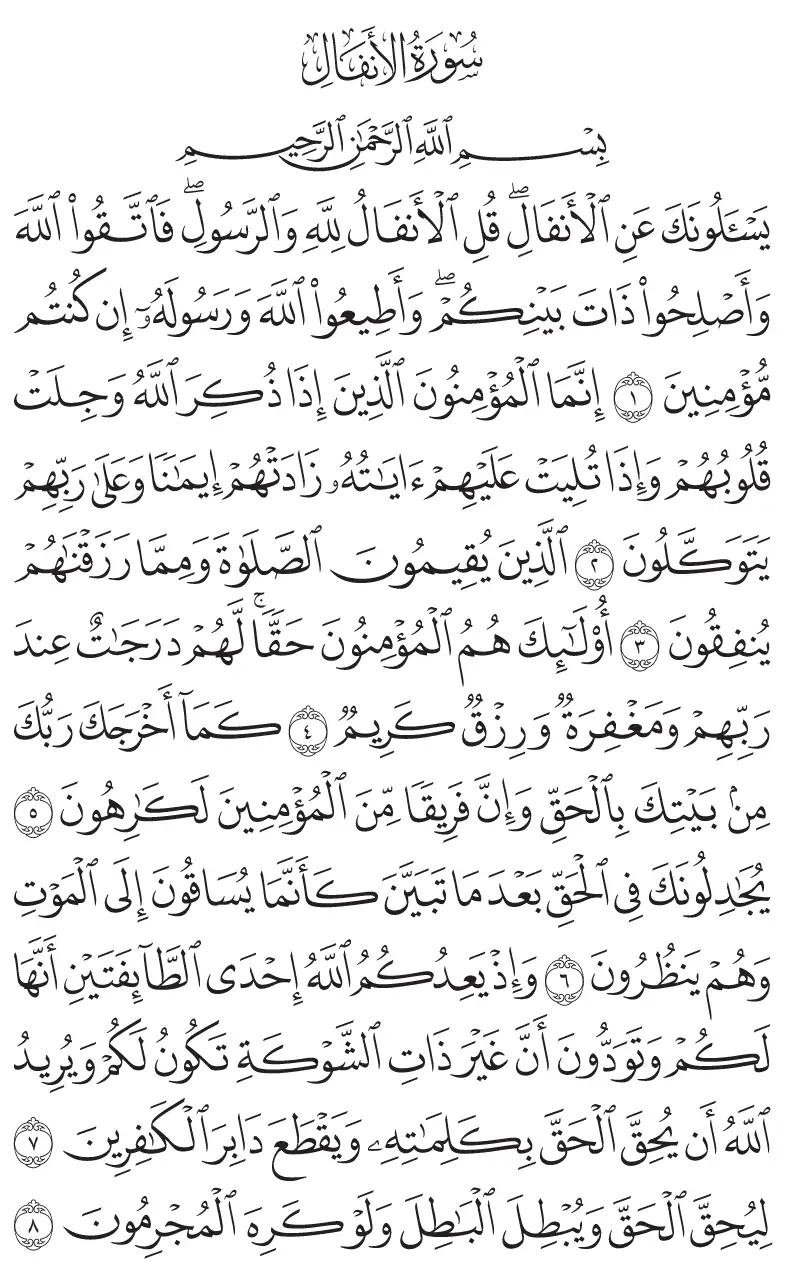 سُورَةُ الأَنفَالِ
بِسْمِ ٱللَّهِ ٱلرَّحْمَٰنِ ٱلرَّحِيمِ
يَسْـَٔلُونَكَ عَنِ ٱلْأَنفَالِۖ قُلِ ٱلْأَنفَالُ لِلَّهِ وَٱلرَّسُولِۖ فَٱتَّقُوا۟ ٱللَّهَ
وَأَصْلِحُوا۟ ذَاتَ بَيْنِكُمْۖ وَأَطِيعُوا۟ ٱللَّهَ وَرَسُولَهُۥٓ إِن كُنتُم
مُّؤْمِنِينَ ١ إِنَّمَا ٱلْمُؤْمِنُونَ ٱلَّذِينَ إِذَا ذُكِرَ ٱللَّهُ وَجِلَتْ
قُلُوبُهُمْ وَإِذَا تُلِيَتْ عَلَيْهِمْ ءَايَٰتُهُۥ زَادَتْهُمْ إِيمَٰنًا وَعَلَىٰ رَبِّهِمْ
يَتَوَكَّلُونَ ٢ ٱلَّذِينَ يُقِيمُونَ ٱلصَّلَوٰةَ وَمِمَّا رَزَقْنَٰهُمْ
يُنفِقُونَ ٣ أُو۟لَٰٓئِكَ هُمُ ٱلْمُؤْمِنُونَ حَقًّاۚ لَّهُمْ دَرَجَٰتٌ عِندَ
رَبِّهِمْ وَمَغْفِرَةٌ وَرِزْقٌ كَرِيمٌ ٤ كَمَآ أَخْرَجَكَ رَبُّكَ
مِنۢ بَيْتِكَ بِٱلْحَقِّ وَإِنَّ فَرِيقًا مِّنَ ٱلْمُؤْمِنِينَ لَكَٰرِهُونَ ٥
يُجَٰدِلُونَكَ فِى ٱلْحَقِّ بَعْدَ مَا تَبَيَّنَ كَأَنَّمَا يُسَاقُونَ إِلَى ٱلْمَوْتِ
وَهُمْ يَنظُرُونَ ٦ وَإِذْ يَعِدُكُمُ ٱللَّهُ إِحْدَى ٱلطَّآئِفَتَيْنِ أَنَّهَا
لَكُمْ وَتَوَدُّونَ أَنَّ غَيْرَ ذَاتِ ٱلشَّوْكَةِ تَكُونُ لَكُمْ وَيُرِيدُ
ٱللَّهُ أَن يُحِقَّ ٱلْحَقَّ بِكَلِمَٰتِهِۦ وَيَقْطَعَ دَابِرَ ٱلْكَٰفِرِينَ ٧
لِيُحِقَّ ٱلْحَقَّ وَيُبْطِلَ ٱلْبَٰطِلَ وَلَوْ كَرِهَ ٱلْمُجْرِمُونَ ٨